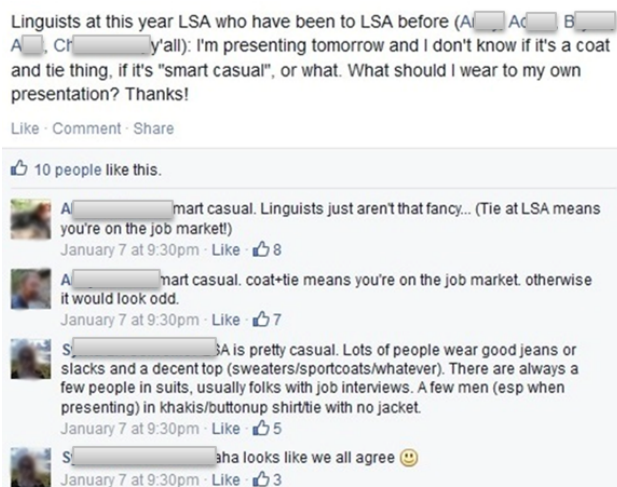 Linguists at this year LSA who have been to LSA before (A
A , Ch y'all): I'm presenting tomorrow and I don't know if it's a coat
and tie thing, if it's "smart casual", or what. What should I wear to my own
presentation? Thanks!
Like · Comment · Share
10 people like this.
A mart casual. Linguists just aren't that fancy... (Tie at LSA means
you're on the job market!)
January 7 at 9:30pm · Like · 8
A mart casual. coat+tie means you're on the job market. otherwise
it would look odd.
January 7 at 9:30pm · Like · 7
S SA is pretty casual. Lots of people wear good jeans or
slacks and a decent top (sweaters/sportcoats/whatever). There are always a
few people in suits, usually folks with job interviews. A few men (esp when
presenting) in khakis/buttonup shirt/tie with no jacket.
January 7 at 9:30pm · Like · 5
S aha looks like we all agree
January 7 at 9:30pm · Like · 3